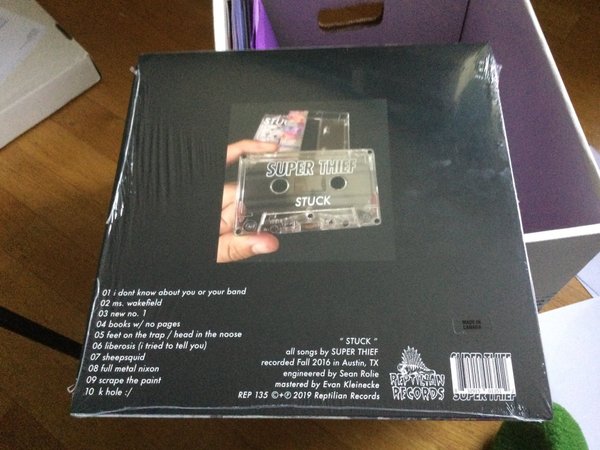 STUCK
SUPER THIEF
STUCK
01 i dont know about you or your band
02 ms. wakefield
03 new no. 1
04 books w/ no pages
05 feet on the trap / head in the noose
06 liberosis (i tried to tell you)
07 sheepsquid
08 full metal nixon
09 scrape the paint
10 k hole :/
" STUCK "
all songs by SUPER THIEF
recorded Fall 2016 in Austin, TX
engineered by Sean Rolie
mastered by Evan Kleinecke
REP 135 ©+℗ 2019 Reptilian Records
REPTILIAN
RECORDS
MADE IN
CANADA
SUPER THIEF
SUPER THIEF